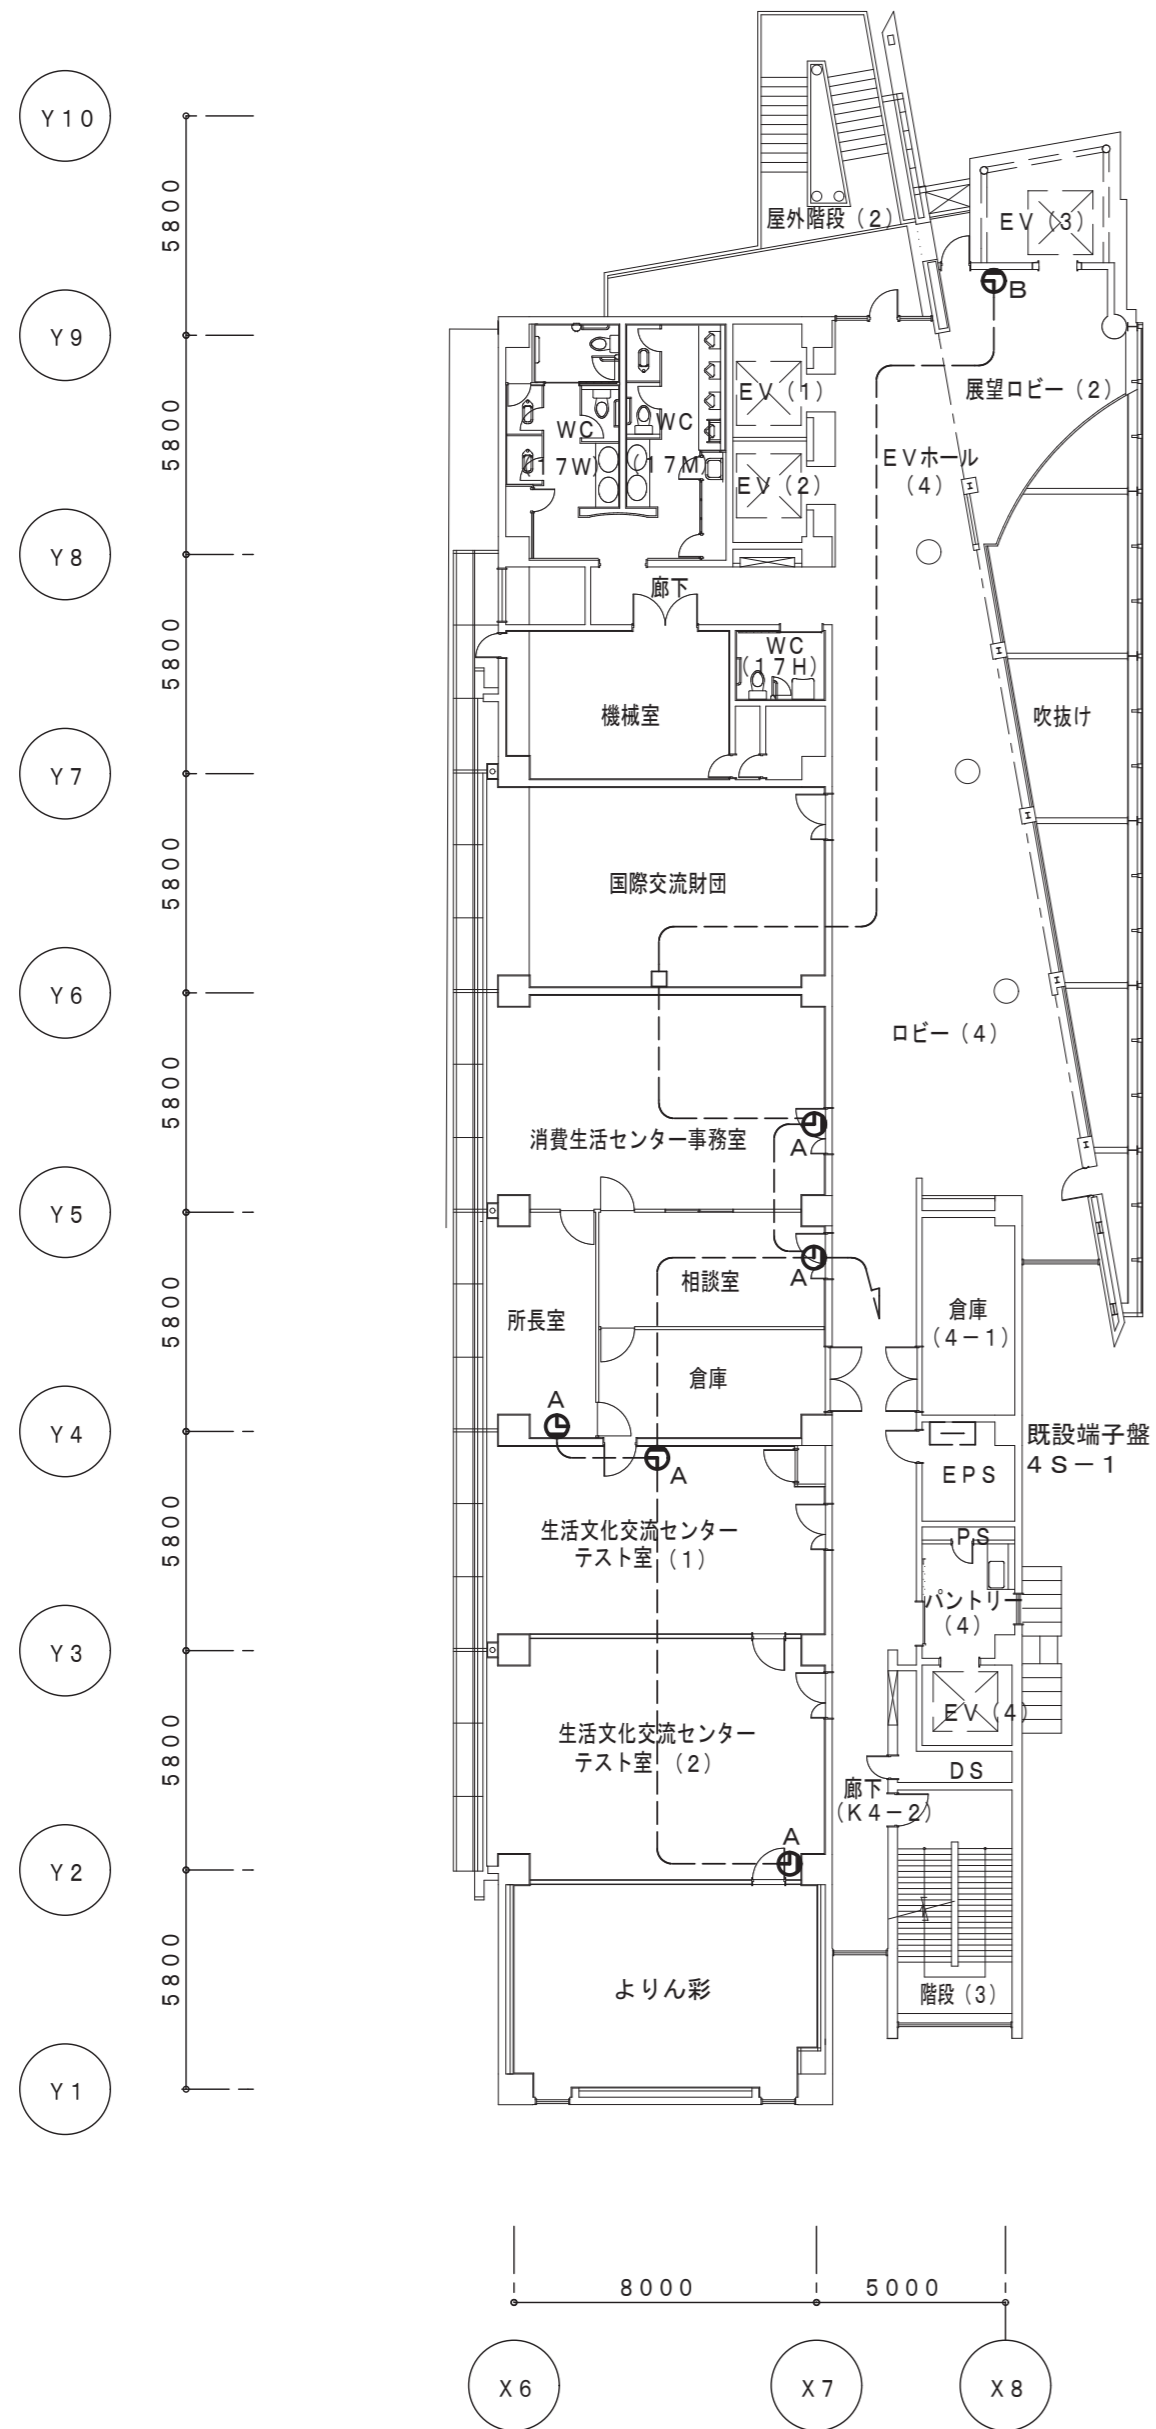 Y10
5800
屋外階段(2)
EV(3)
B
Y9
展望ロビー(2)
EV(1)
WC
(17W)
WC
(17M)
5800
EVホール
(4)
EV(2)
Y8
廊下
5800
WC
(17H)
機械室
吹抜け
Y7
5800
国際交流財団
Y6
ロビー(4)
5800
消費生活センター事務室
A
Y5
A
相談室
5800
所長室
倉庫
(4-1)
倉庫
A
Y4
既設端子盤
4S-1
EPS
A
5800
生活文化交流センター
テスト室(1)
PS
パントリー
(4)
Y3
5800
生活文化交流センター
テスト室(2)
EV(4)
DS
廊下
(K4-2)
A
Y2
5800
よりん彩
階段(3)
Y1
8000
5000
X6
X7
X8